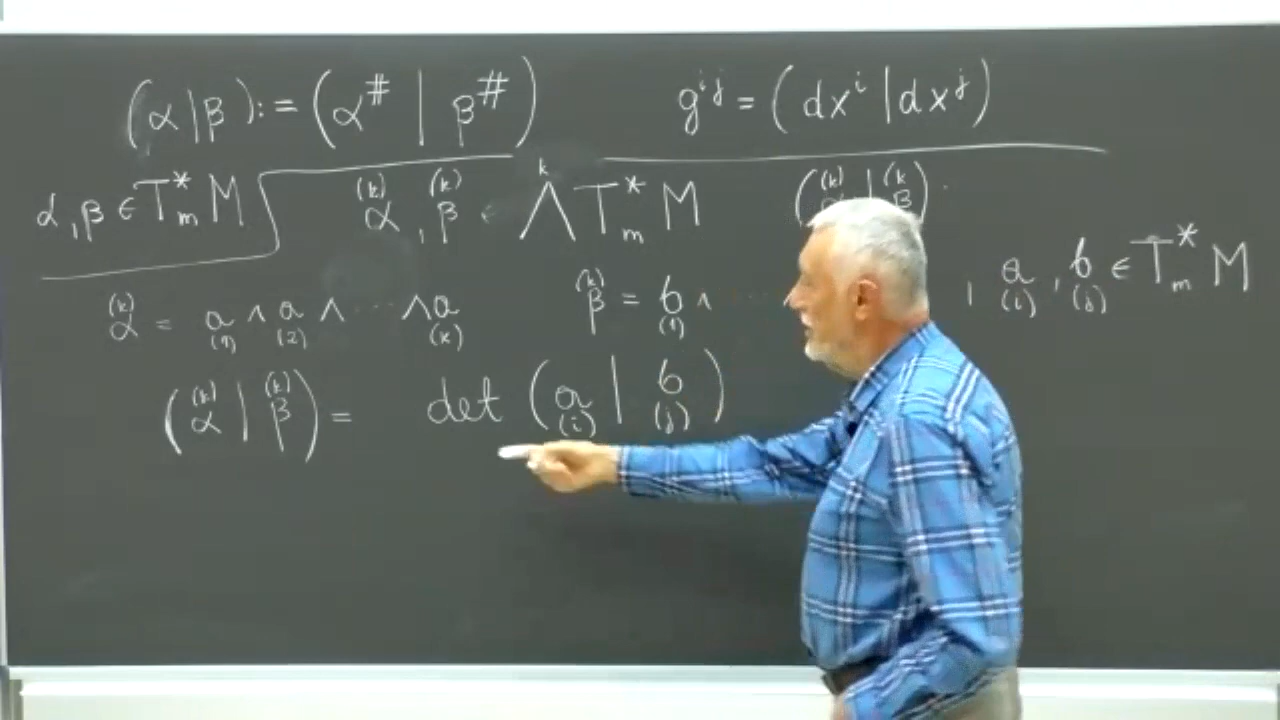 (α|β) := (α^# | β^#)   g^{ij} = (dx^i | dx^j)
α, β ∈ T^*_m M   α^{(k)}, β^{(k)} ∈ Λ^k T^*_m M   (α^{(k)} | β^{(k)})
α^{(k)} = a_{(1)} ∧ a_{(2)} ∧ ... ∧ a_{(k)}   β^{(k)} = b_{(1)} ∧ ...   , a_{(i)}, b_{(j)} ∈ T^*_m M
(α^{(k)} | β^{(k)}) = det (a_{(i)} | b_{(j)})